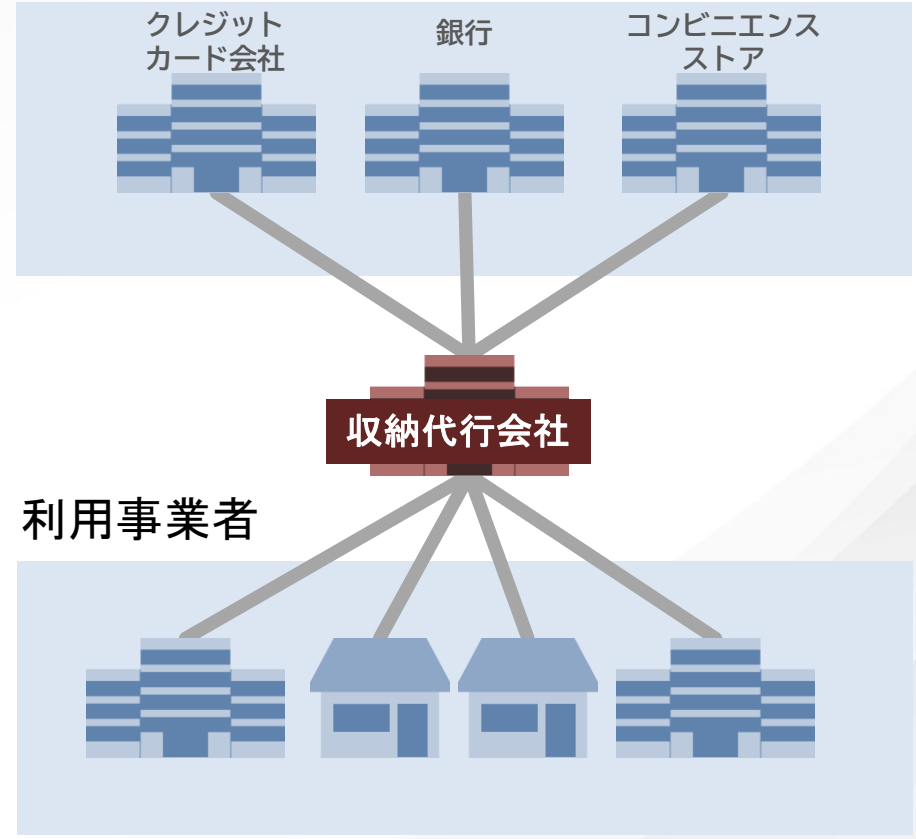 クレジット
カード会社
銀行
コンビニエンス
ストア
収納代行会社
利用事業者